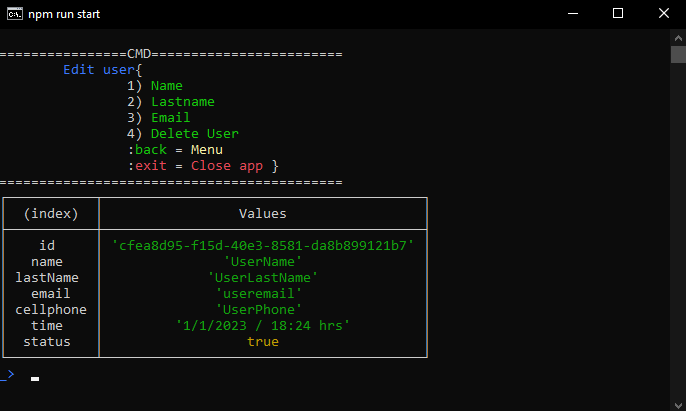 npm run start
================CMD========================
Edit user{
1) Name
2) Lastname
3) Email
4) Delete User
:back = Menu
:exit = Close app }
===========================================
(index) Values
id 'cfea8d95-f15d-40e3-8581-da8b899121b7'
name 'UserName'
lastName 'UserLastName'
email 'useremail'
cellphone 'UserPhone'
time '1/1/2023 / 18:24 hrs'
status true
_>